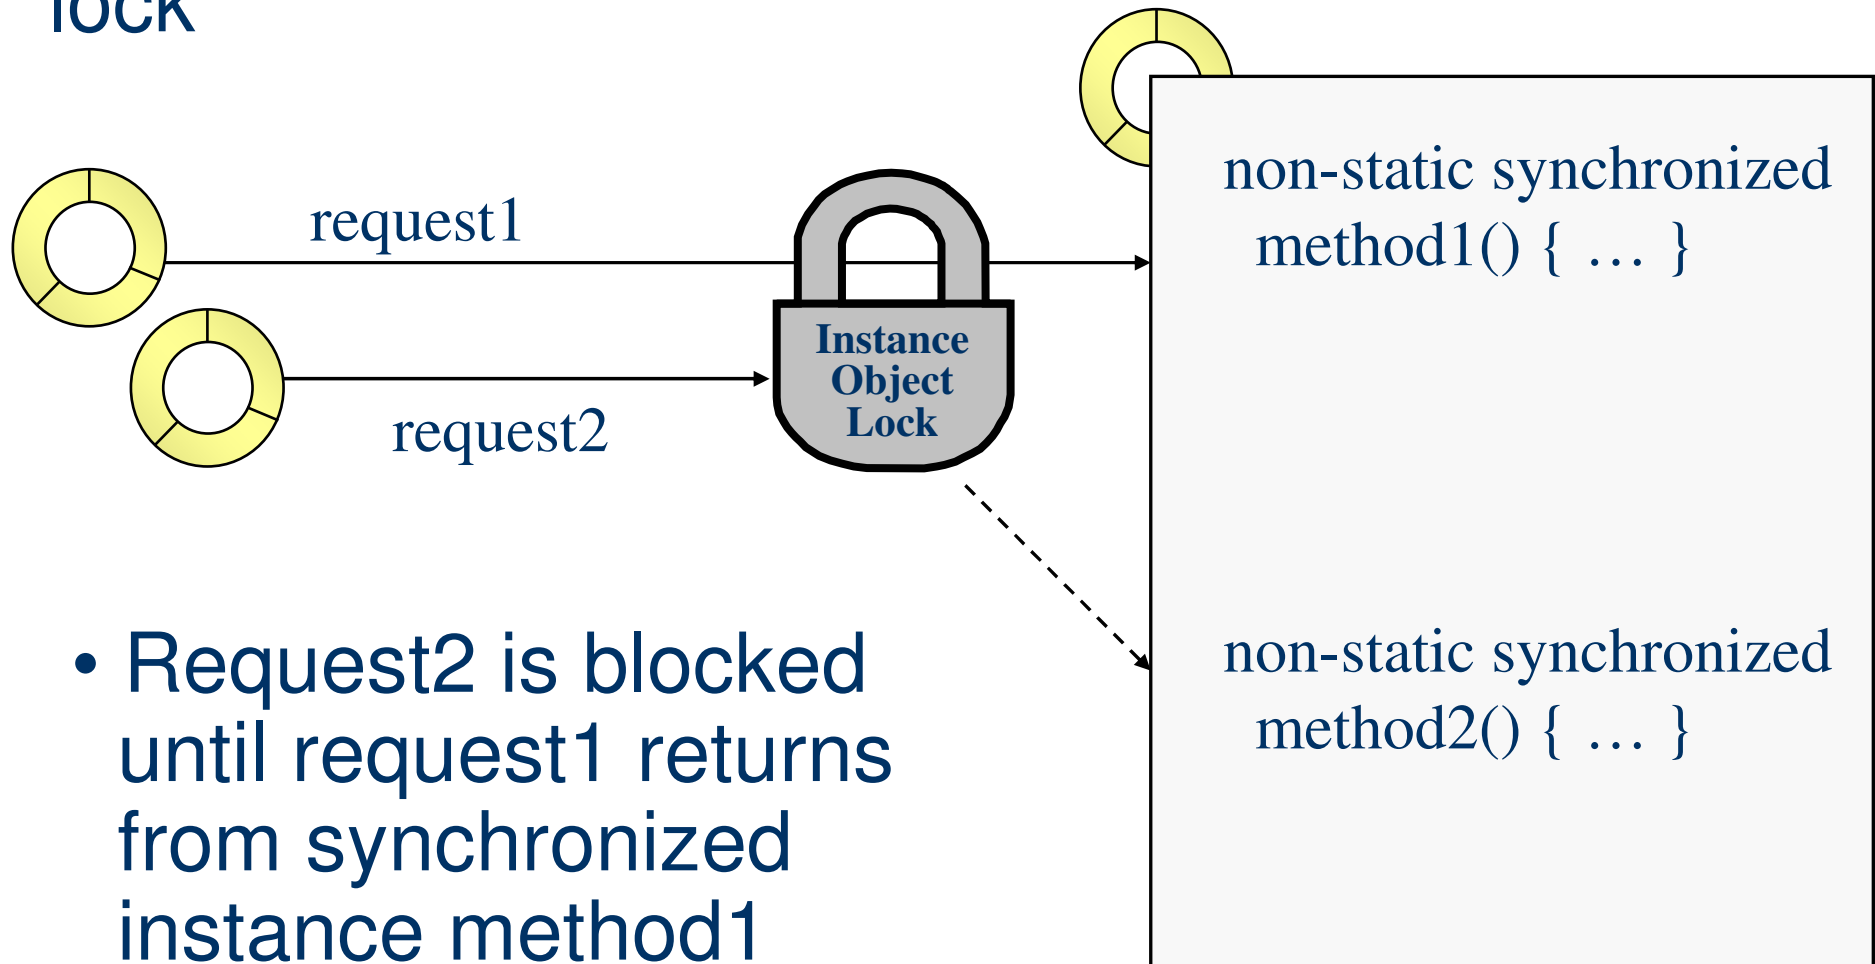 lock
request1
non-static synchronized
method1() { … }
Instance
Object
Lock
request2
non-static synchronized
method2() { … }
• Request2 is blocked
until request1 returns
from synchronized
instance method1